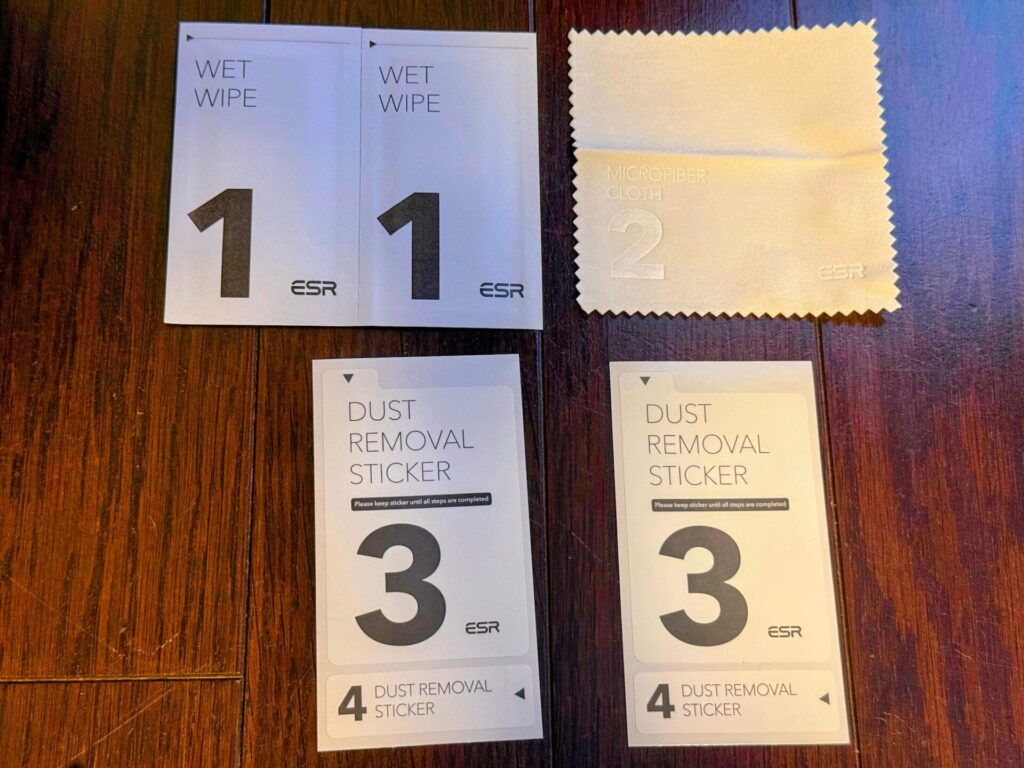 WET
WIPE
1
ESR
WET
WIPE
1
ESR
MICROFIBER
CLOTH
2
ESR
DUST
REMOVAL
STICKER
Please keep sticker until all steps are completed
3
ESR
4 DUST REMOVAL
STICKER
DUST
REMOVAL
STICKER
Please keep sticker until all steps are completed
3
ESR
4 DUST REMOVAL
STICKER